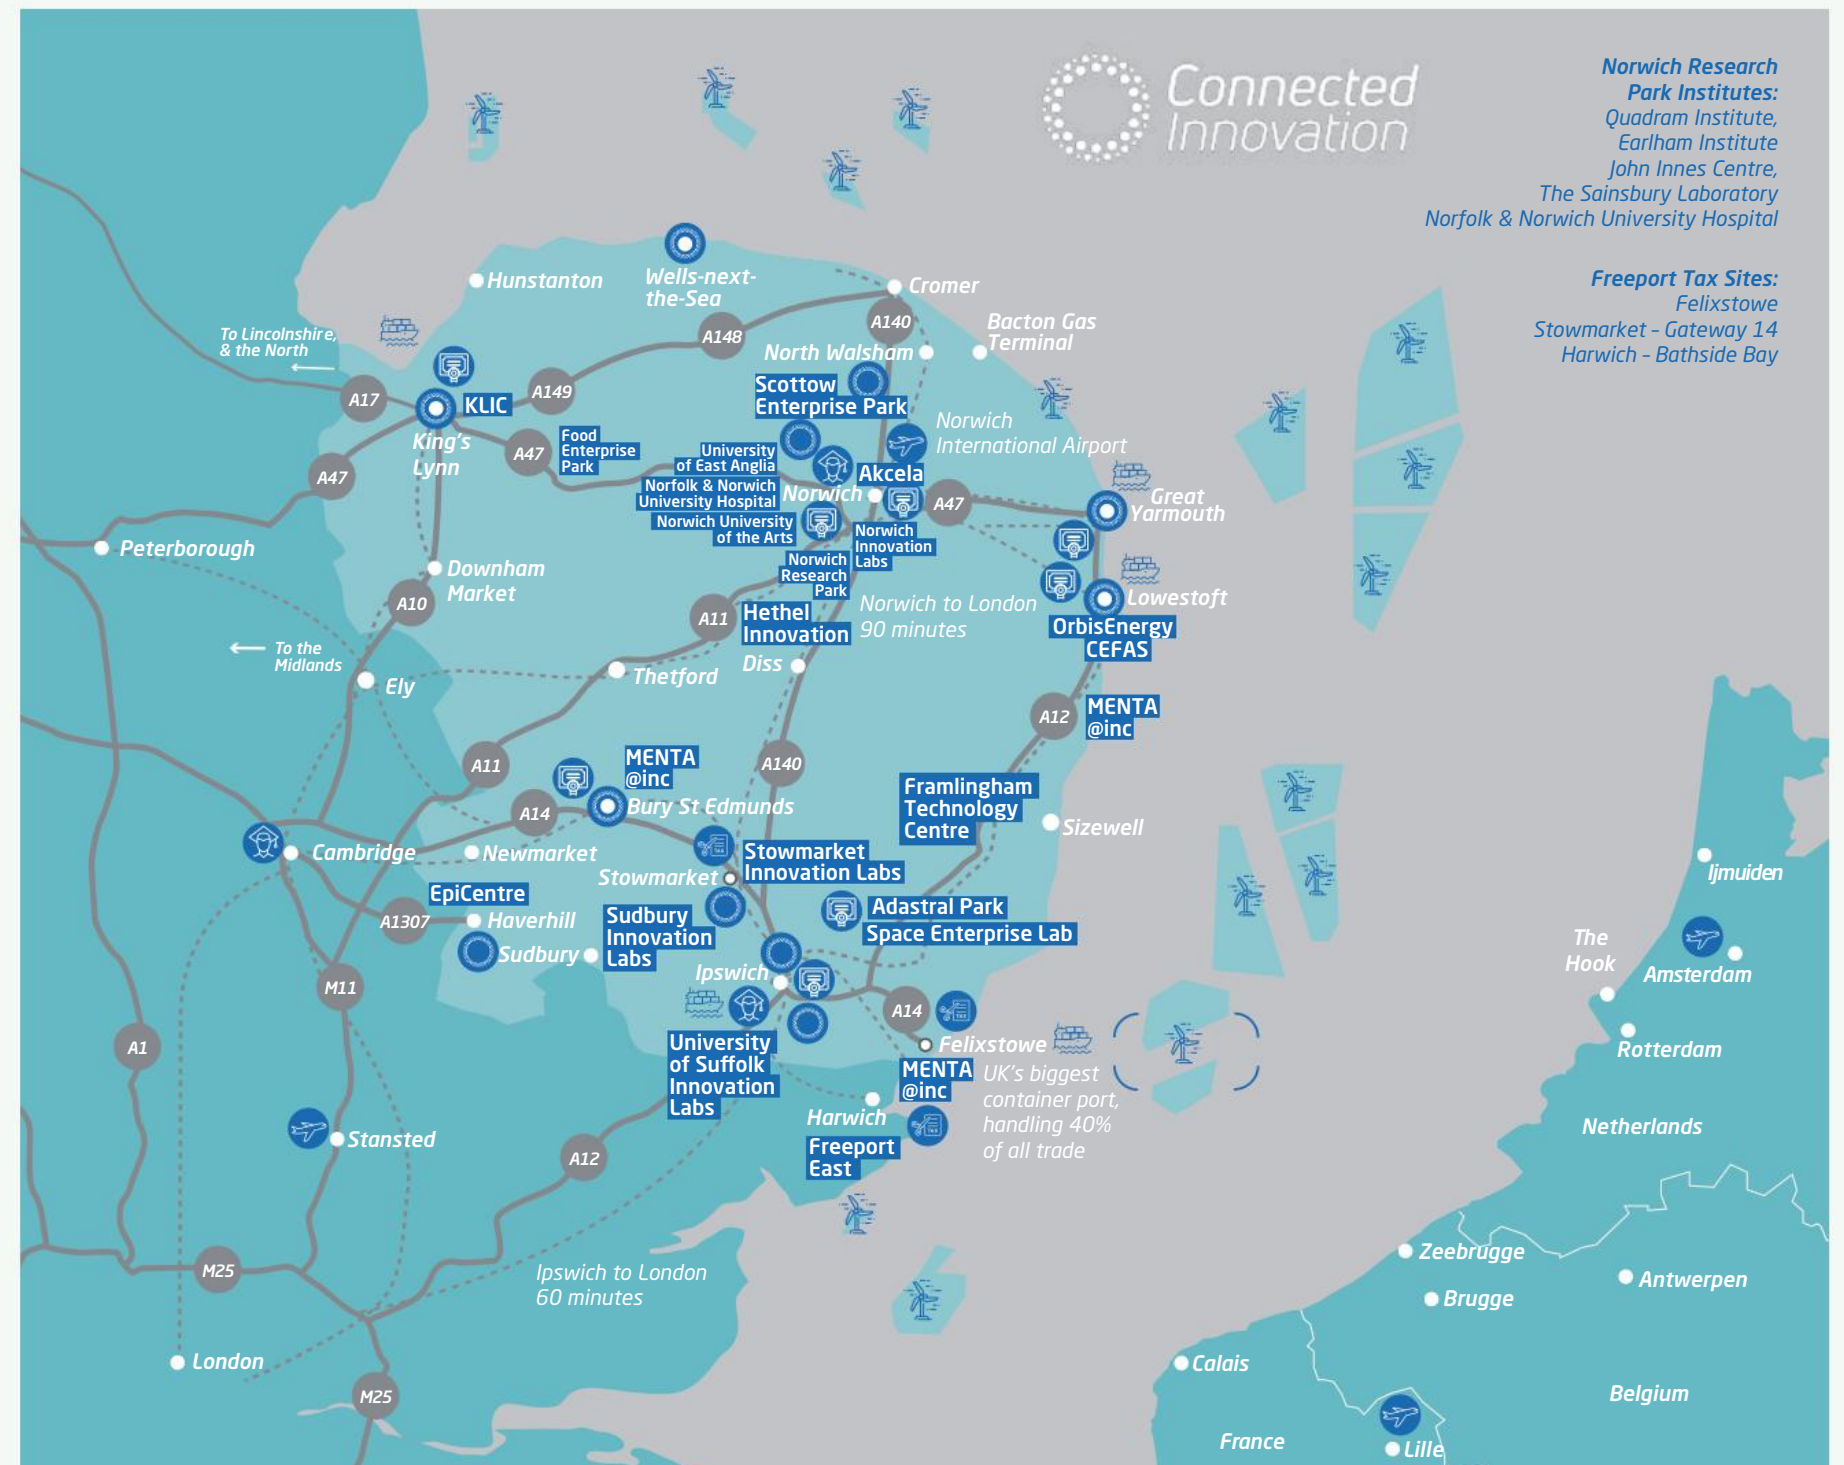 Connected
Innovation
Norwich Research
Park Institutes:
Quadram Institute,
Earlham Institute
John Innes Centre,
The Sainsbury Laboratory
Norfolk & Norwich University Hospital
Freeport Tax Sites:
Felixstowe
Stowmarket – Gateway 14
Harwich – Bathside Bay
Hunstanton
Wells-next-
the-Sea
Cromer
To Lincolnshire,
& the North
A148
A140
Bacton Gas
Terminal
North Walsham
Scottow
Enterprise Park
A17
KLIC
A149
King's
Lynn
A47
A47
Food
Enterprise
Park
Norwich
International Airport
University
of East Anglia
Akcela
Norfolk & Norwich
University Hospital
Norwich
A47
Great
Yarmouth
Norwich University
of the Arts
Norwich
Innovation
Labs
Norwich
Research
Park
Peterborough
Downham
Market
A10
A11
Hethel
Innovation
Norwich to London
90 minutes
Lowestoft
OrbisEnergy
CEFAS
To the
Midlands
Ely
Thetford
Diss
A12
MENTA
@inc
A11
MENTA
@inc
A140
A14
Bury St Edmunds
Framlingham
Technology
Centre
Sizewell
Cambridge
Newmarket
Stowmarket
Innovation Labs
Stowmarket
EpiCentre
A1307
Haverhill
Sudbury
Sudbury
Innovation
Labs
Adastral Park
Space Enterprise Lab
Ipswich
M11
A14
A1
University
of Suffolk
Innovation
Labs
Felixstowe
MENTA
@inc
UK's biggest
container port,
handling 40%
of all trade
Harwich
Freeport
East
Stansted
A12
M25
Ipswich to London
60 minutes
London
M25
Ijmuiden
The
Hook
Amsterdam
Rotterdam
Netherlands
Zeebrugge
Antwerpen
Brugge
Calais
Belgium
France
Lille
TAX
TAX
TAX